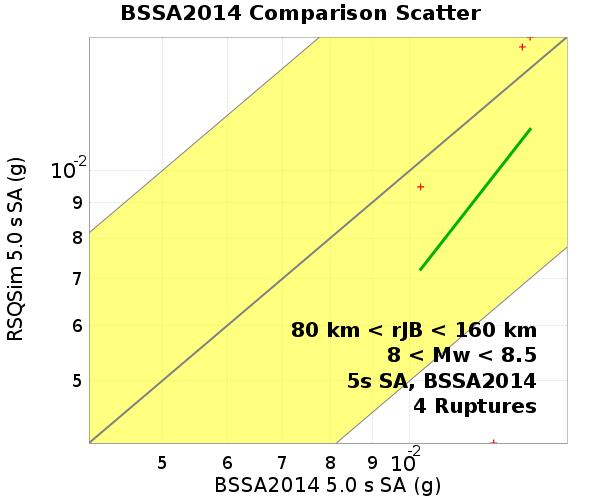 BSSA2014 Comparison Scatter
RSQSim 5.0 s SA (g)
10-2
9
8
7
6
5
80 km < rJB < 160 km
8 < Mw < 8.5
5s SA, BSSA2014
4 Ruptures
5 6 7 8 9 10-2
BSSA2014 5.0 s SA (g)